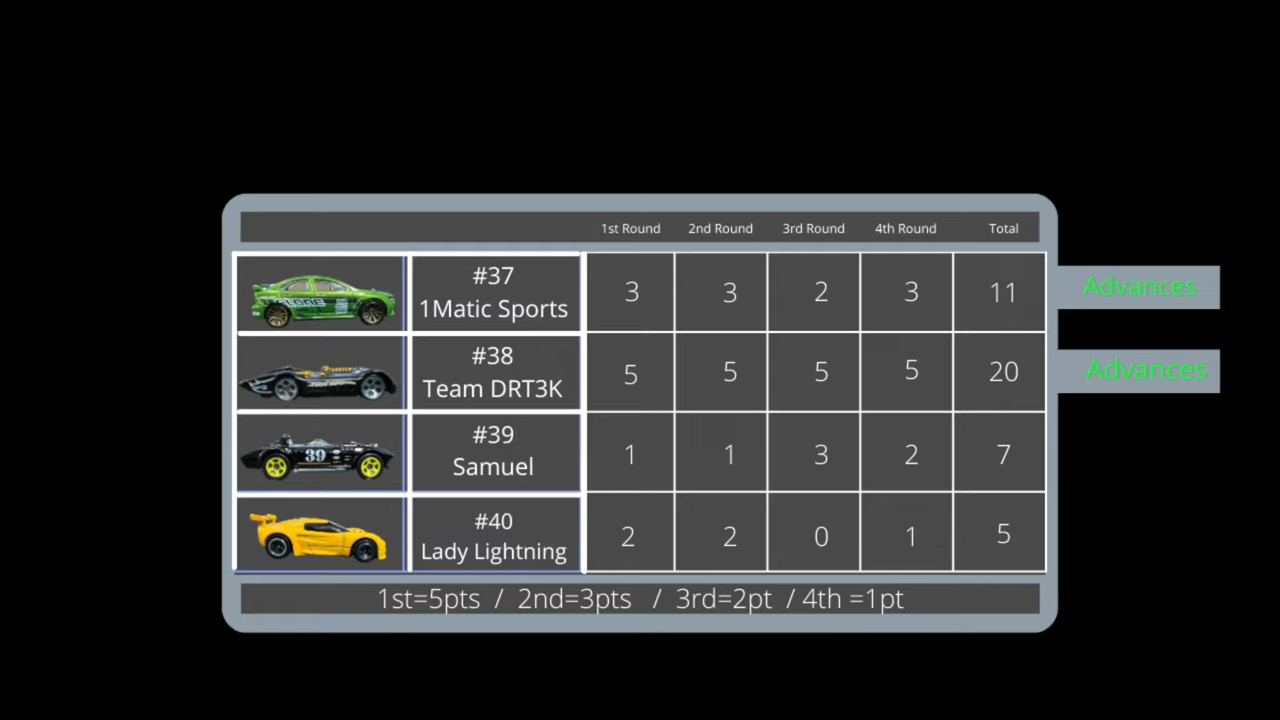 1st Round 2nd Round 3rd Round 4th Round Total
#37
1Matic Sports
3 3 2 3 11
Advances
#38
Team DRT3K
5 5 5 5 20
Advances
39
#39
Samuel
1 1 3 2 7
#40
Lady Lightning
2 2 0 1 5
1st=5pts / 2nd=3pts / 3rd=2pt / 4th =1pt